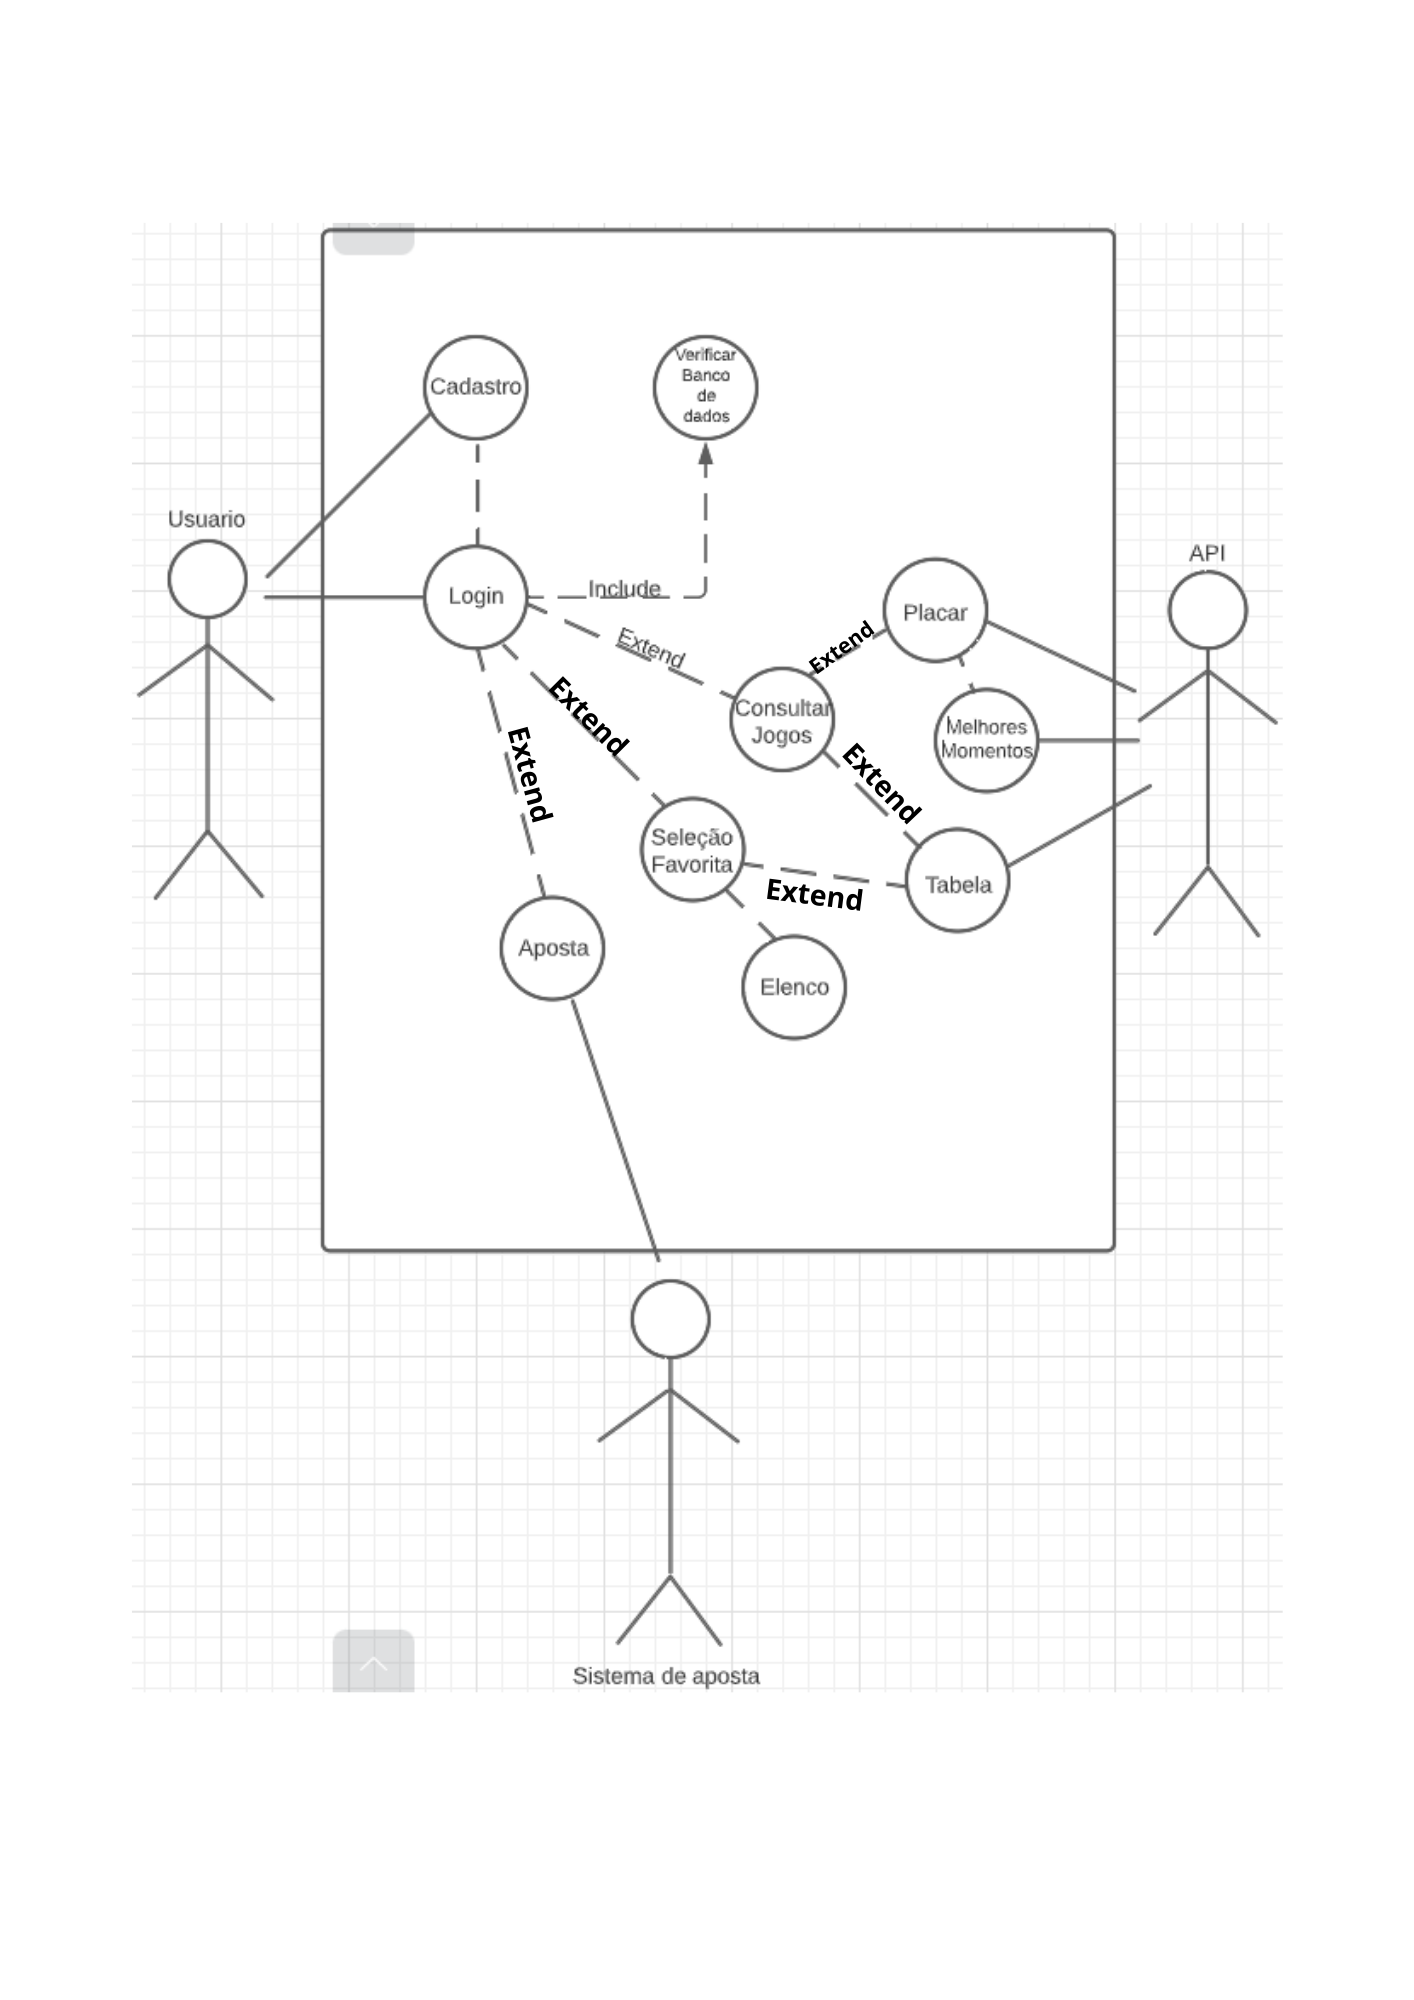 Cadastro
Verificar
Banco
de
dados
Usuario
API
Login
Include
Placar
Extend
Extend
Consultar
Jogos
Extend
Melhores
Momentos
Extend
Extend
Seleção
Favorita
Extend
Tabela
Extend
Aposta
Elenco
Sistema de aposta